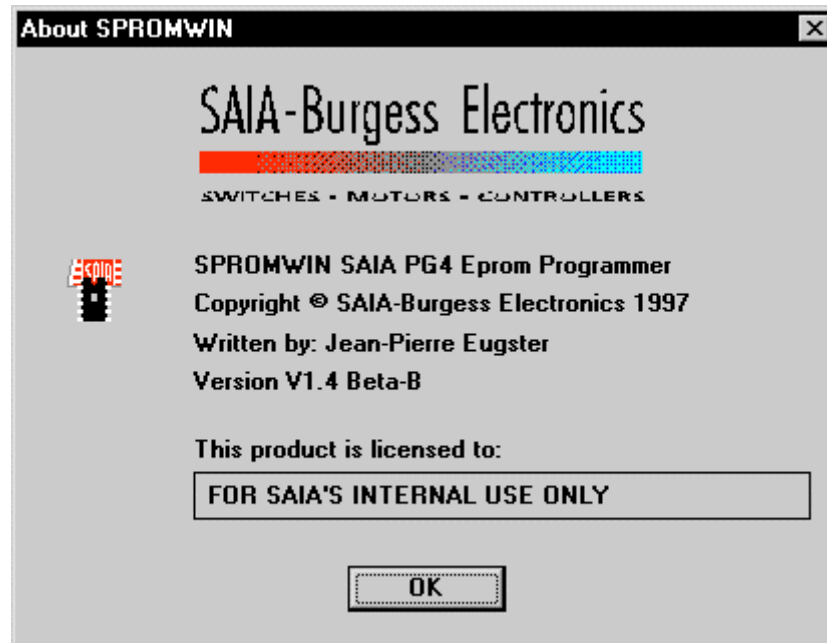 About SPROMWIN
SAIA-Burgess Electronics
SWITCHES - MOTORS - CONTROLLERS
SAIA
SPROMWIN SAIA PG4 Eprom Programmer
Copyright © SAIA-Burgess Electronics 1997
Written by: Jean-Pierre Eugster
Version V1.4 Beta-B
This product is licensed to:
FOR SAIA'S INTERNAL USE ONLY
OK